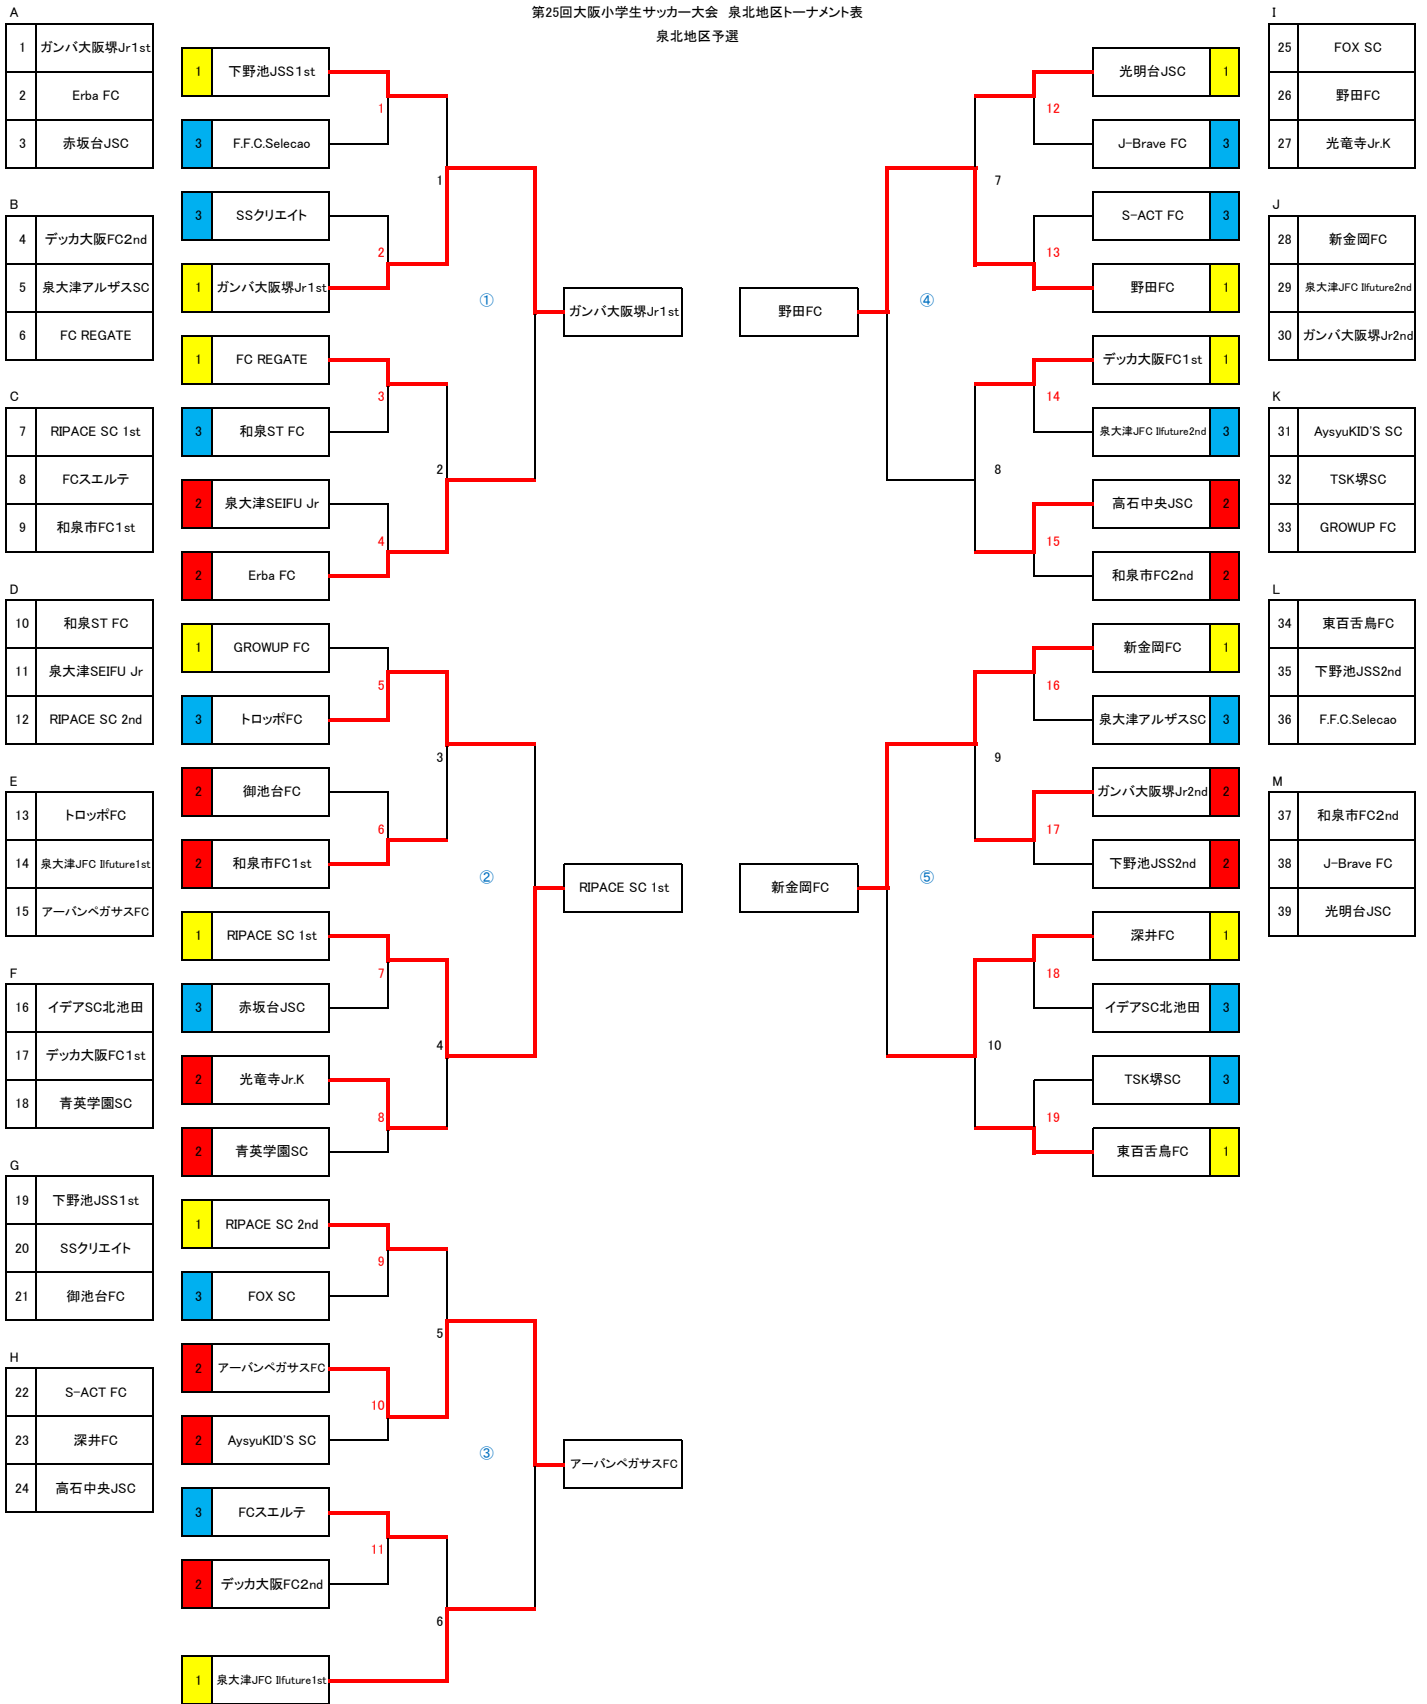 第25回大阪小学生サッカー大会　泉北地区トーナメント表
泉北地区予選
A
1 ガンバ大阪堺Jr1st
2 Erba FC
3 赤坂台JSC
B
4 デッカ大阪FC2nd
5 泉大津アルザスSC
6 FC REGATE
C
7 RIPACE SC 1st
8 FCスエルテ
9 和泉市FC1st
D
10 和泉ST FC
11 泉大津SEIFU Jr
12 RIPACE SC 2nd
E
13 トロッポFC
14 泉大津JFC Ilfuture1st
15 アーバンペガサスFC
F
16 イデアSC北池田
17 デッカ大阪FC1st
18 青英学園SC
G
19 下野池JSS1st
20 SSクリエイト
21 御池台FC
H
22 S-ACT FC
23 深井FC
24 高石中央JSC
1 下野池JSS1st
1
3 F.F.C.Selecao
1
3 SSクリエイト
2
1 ガンバ大阪堺Jr1st
①
ガンバ大阪堺Jr1st
1 FC REGATE
3
3 和泉ST FC
2
2 泉大津SEIFU Jr
4
2 Erba FC
1 GROWUP FC
5
3 トロッポFC
3
2 御池台FC
6
2 和泉市FC1st
②
RIPACE SC 1st
1 RIPACE SC 1st
7
3 赤坂台JSC
4
2 光竜寺Jr.K
8
2 青英学園SC
1 RIPACE SC 2nd
9
3 FOX SC
5
2 アーバンペガサスFC
10
2 AysyuKID'S SC
③
アーバンペガサスFC
3 FCスエルテ
11
2 デッカ大阪FC2nd
6
1 泉大津JFC Ilfuture1st
光明台JSC 1
12
J-Brave FC 3
7
S-ACT FC 3
13
野田FC 1
④
野田FC
デッカ大阪FC1st 1
14
泉大津JFC Ilfuture2nd 3
8
高石中央JSC 2
15
和泉市FC2nd 2
新金岡FC 1
16
泉大津アルザスSC 3
9
ガンバ大阪堺Jr2nd 2
17
下野池JSS2nd 2
⑤
新金岡FC
深井FC 1
18
イデアSC北池田 3
10
TSK堺SC 3
19
東百舌鳥FC 1
I
25 FOX SC
26 野田FC
27 光竜寺Jr.K
J
28 新金岡FC
29 泉大津JFC Ilfuture2nd
30 ガンバ大阪堺Jr2nd
K
31 AysyuKID'S SC
32 TSK堺SC
33 GROWUP FC
L
34 東百舌鳥FC
35 下野池JSS2nd
36 F.F.C.Selecao
M
37 和泉市FC2nd
38 J-Brave FC
39 光明台JSC